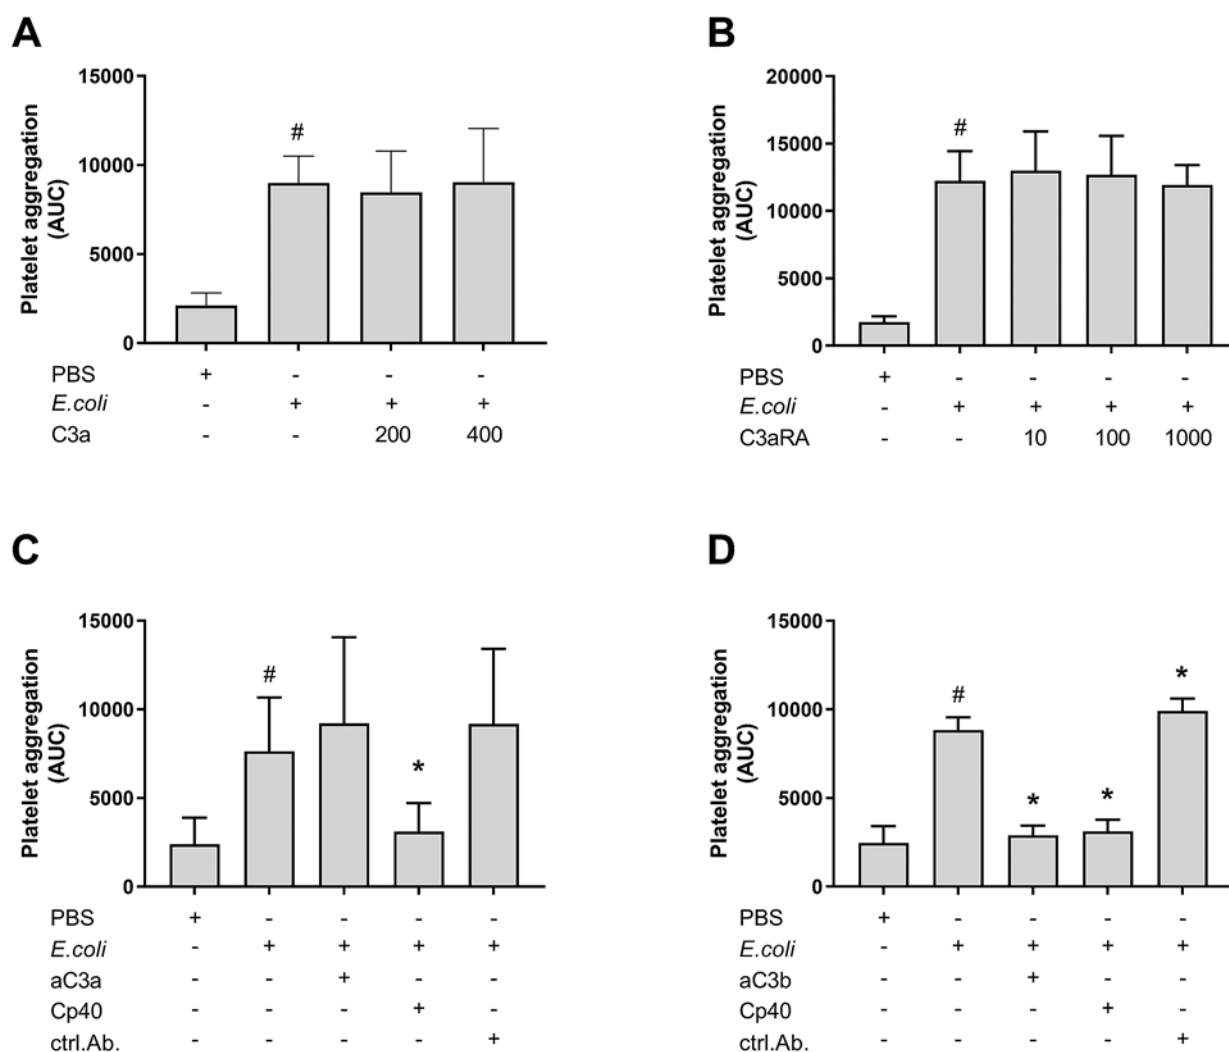 A
Platelet aggregation
(AUC)
15000
10000
5000
0
#
PBS + - - -
E.coli - + + +
C3a - - 200 400
B
Platelet aggregation
(AUC)
20000
15000
10000
5000
0
#
PBS + - - - -
E.coli - + + + +
C3aRA - - 10 100 1000
C
Platelet aggregation
(AUC)
15000
10000
5000
0
#
*
PBS + - - - -
E.coli - + + + +
aC3a - - + - -
Cp40 - - - + -
ctrl.Ab. - - - - +
D
Platelet aggregation
(AUC)
15000
10000
5000
0
#
*
*
*
PBS + - - - -
E.coli - + + + +
aC3b - - + - -
Cp40 - - - + -
ctrl.Ab. - - - - +